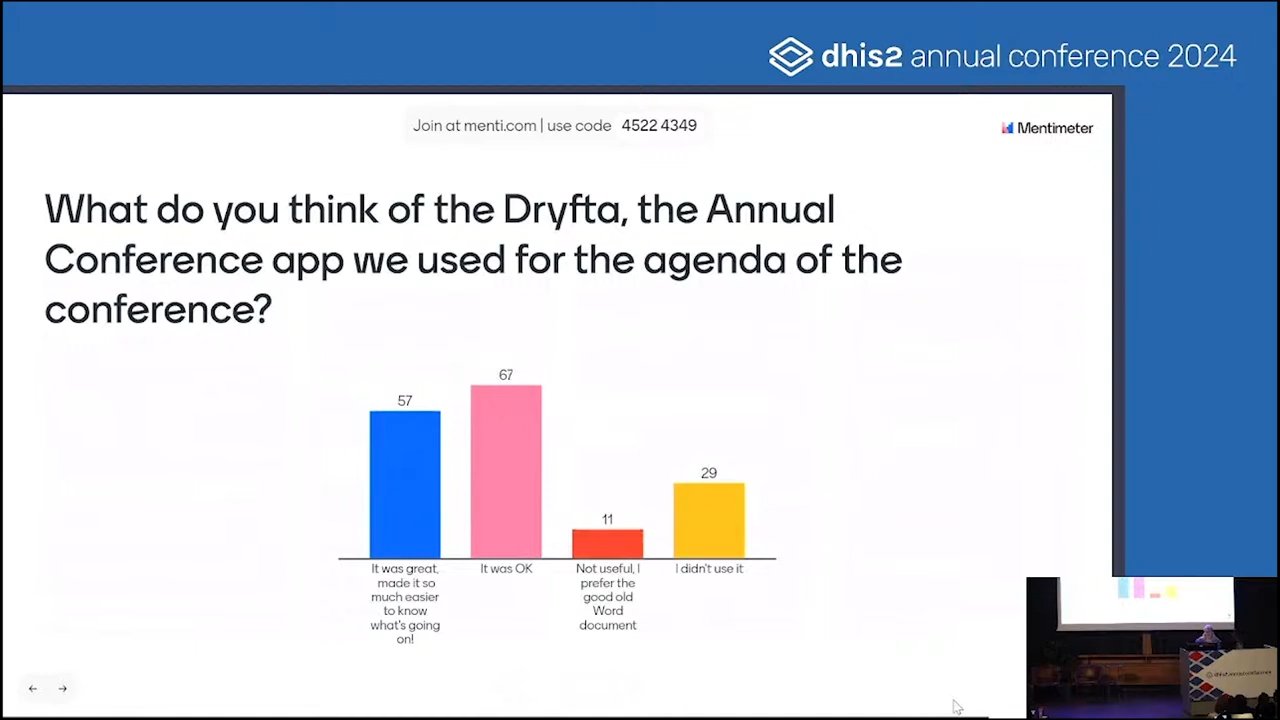 dhis2 annual conference 2024
Join at menti.com | use code 4522 4349
Mentimeter
What do you think of the Dryfta, the Annual
Conference app we used for the agenda of the
conference?
57
67
11
29
It was great,
made it so
much easier
to know
what's going
on!
It was OK
Not useful, I
prefer the
good old
Word
document
I didn't use it
dhis2 annual conference